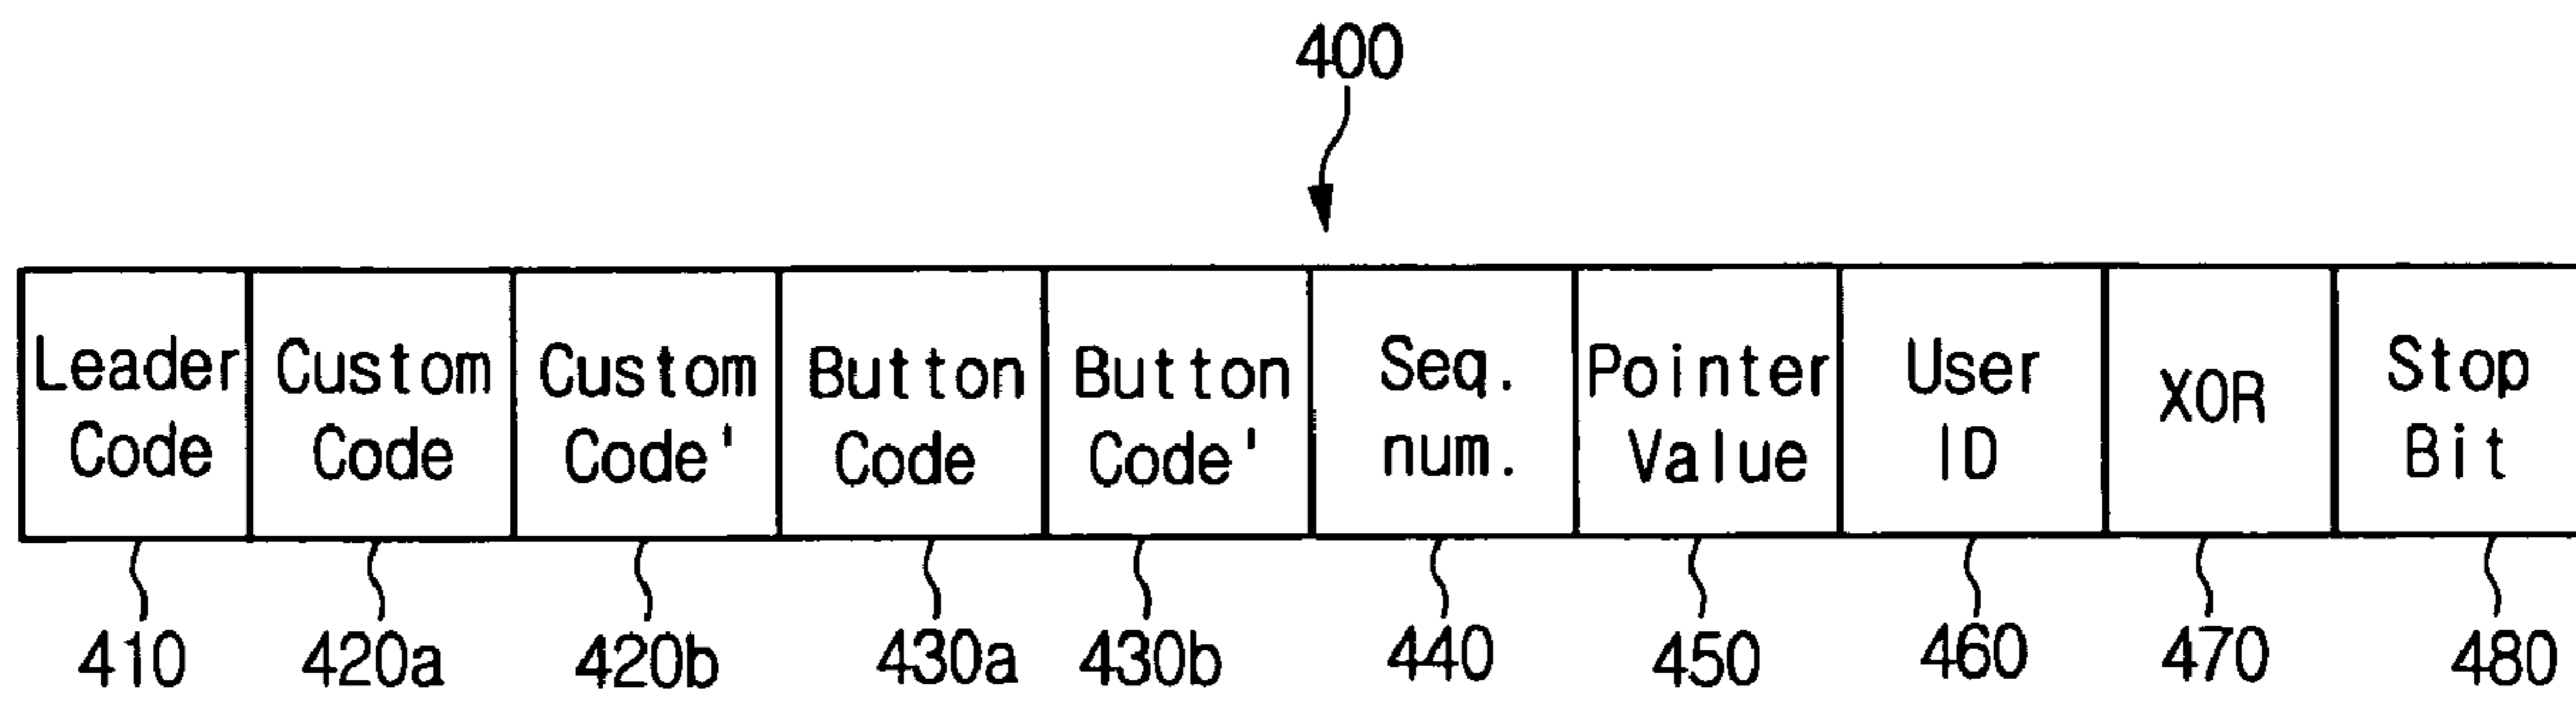 400
Leader Code
Custom Code
Custom Code'
Button Code
Button Code'
Seq. num.
Pointer Value
User ID
XOR
Stop Bit
410 420a 420b 430a 430b 440 450 460 470 480